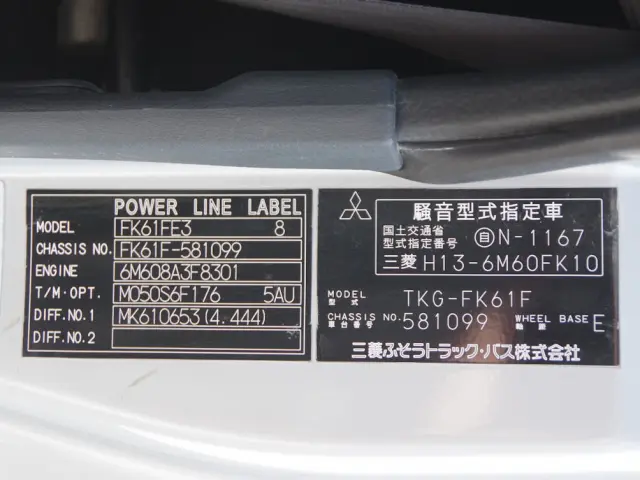 POWER LINE LABEL
MODEL FK61FE3 8
CHASSIS NO. FK61F-581099
ENGINE 6M608A3F8301
T/M·OPT. M050S6F176 5AU
DIFF.NO.1 MK610653(4.444)
DIFF.NO.2
騒音型式指定車
国土交通省
型式指定番号 自N-1167
三菱 H13-6M60FK10
MODEL TKG-FK61F
型式
CHASSIS NO. 581099 WHEEL BASE E
車台番号 軸距
三菱ふそうトラック・バス株式会社